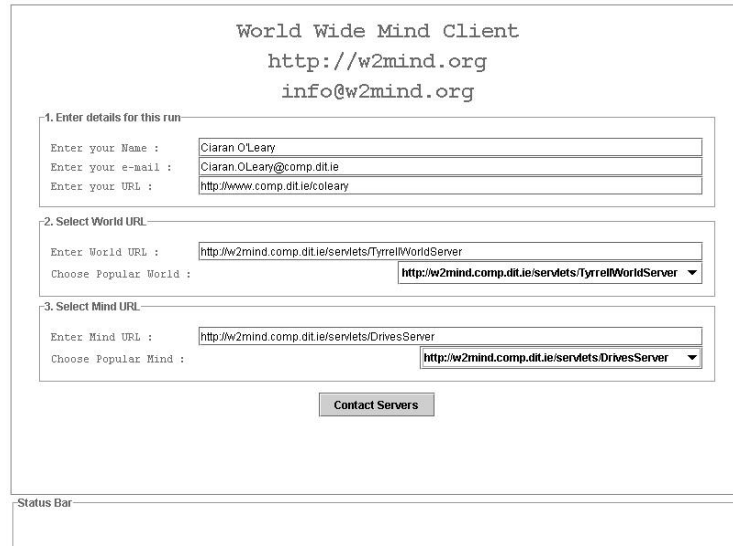 World Wide Mind Client
http://w2mind.org
info@w2mind.org
1. Enter details for this run
Enter your Name : Ciaran O'Leary
Enter your e-mail : Ciaran.OLeary@comp.dit.ie
Enter your URL : http://www.comp.dit.ie/coleary
2. Select World URL
Enter World URL : http://w2mind.comp.dit.ie/servlets/TyrrellWorldServer
Choose Popular World : http://w2mind.comp.dit.ie/servlets/TyrrellWorldServer
3. Select Mind URL
Enter Mind URL : http://w2mind.comp.dit.ie/servlets/DrivesServer
Choose Popular Mind : http://w2mind.comp.dit.ie/servlets/DrivesServer
Contact Servers
Status Bar